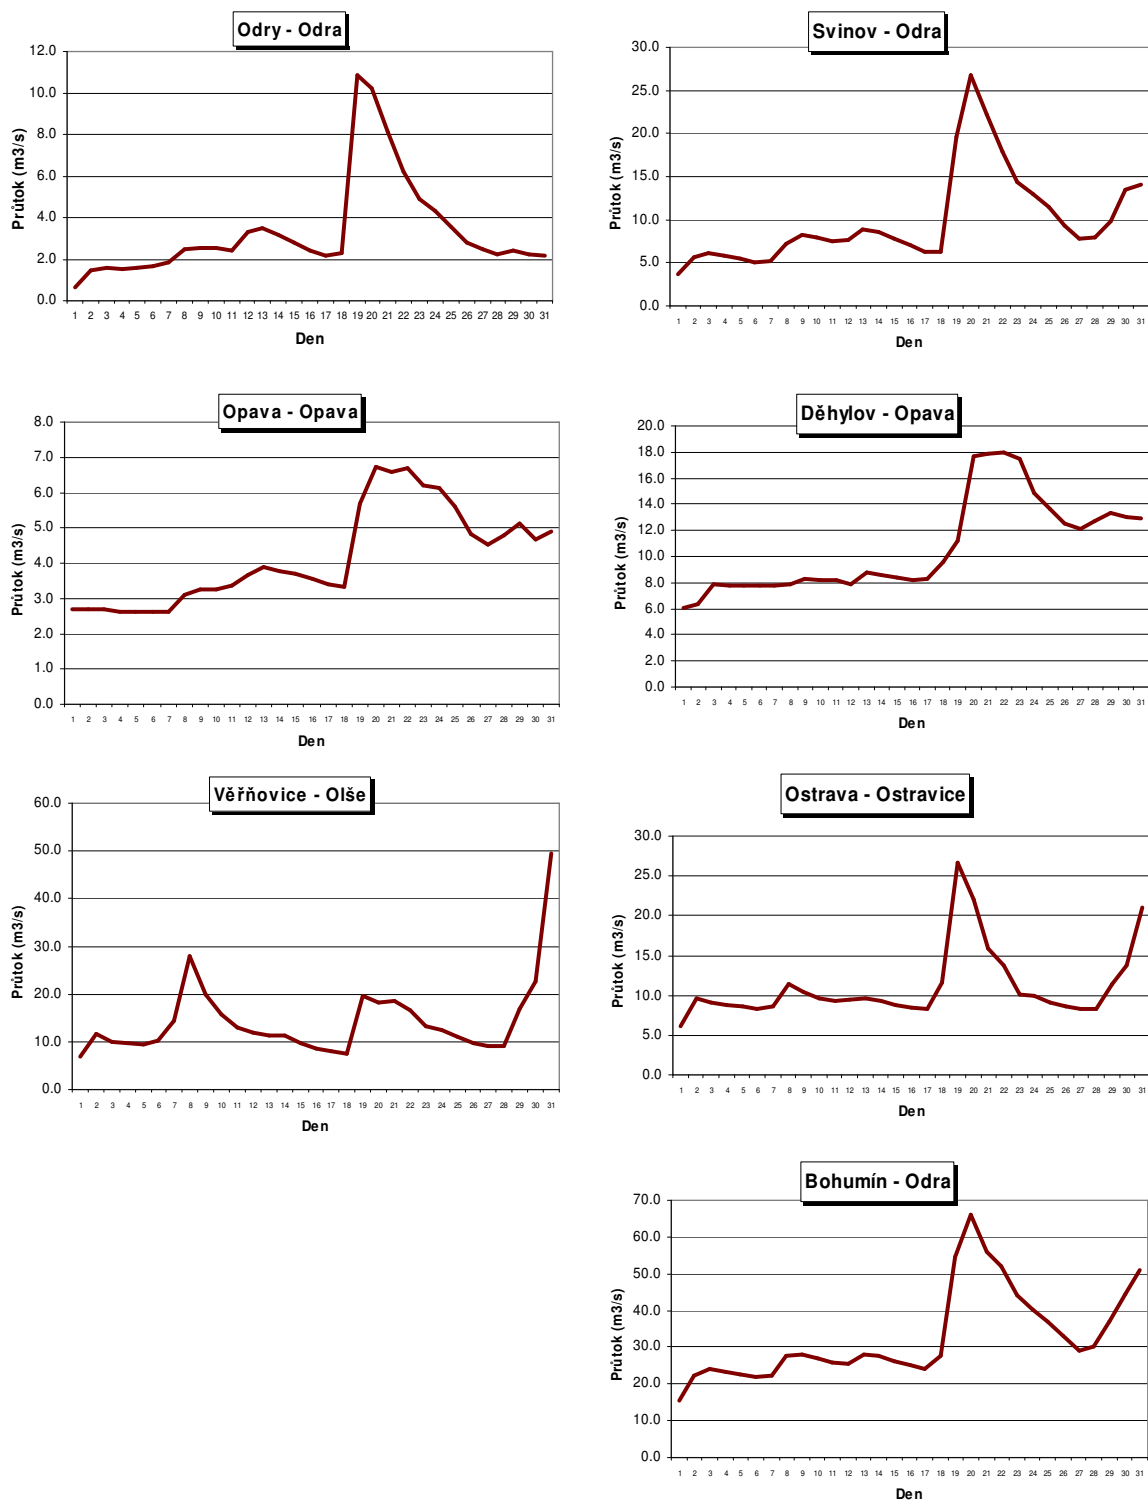 Odry - Odra
12.0
10.0
8.0
6.0
4.0
2.0
0.0
Průtok (m3/s)
1 2 3 4 5 6 7 8 9 10 11 12 13 14 15 16 17 18 19 20 21 22 23 24 25 26 27 28 29 30 31
Den
Svinov - Odra
30.0
25.0
20.0
15.0
10.0
5.0
0.0
Průtok (m3/s)
1 2 3 4 5 6 7 8 9 10 11 12 13 14 15 16 17 18 19 20 21 22 23 24 25 26 27 28 29 30 31
Den
Opava - Opava
8.0
7.0
6.0
5.0
4.0
3.0
2.0
1.0
0.0
Průtok (m3/s)
1 2 3 4 5 6 7 8 9 10 11 12 13 14 15 16 17 18 19 20 21 22 23 24 25 26 27 28 29 30 31
Den
Děhylov - Opava
20.0
18.0
16.0
14.0
12.0
10.0
8.0
6.0
4.0
2.0
0.0
Průtok (m3/s)
1 2 3 4 5 6 7 8 9 10 11 12 13 14 15 16 17 18 19 20 21 22 23 24 25 26 27 28 29 30 31
Den
Věřňovice - Olše
60.0
50.0
40.0
30.0
20.0
10.0
0.0
Průtok (m3/s)
1 2 3 4 5 6 7 8 9 10 11 12 13 14 15 16 17 18 19 20 21 22 23 24 25 26 27 28 29 30 31
Den
Ostrava - Ostravice
30.0
25.0
20.0
15.0
10.0
5.0
0.0
Průtok (m3/s)
1 2 3 4 5 6 7 8 9 10 11 12 13 14 15 16 17 18 19 20 21 22 23 24 25 26 27 28 29 30 31
Den
Bohumín - Odra
70.0
60.0
50.0
40.0
30.0
20.0
10.0
0.0
Průtok (m3/s)
1 2 3 4 5 6 7 8 9 10 11 12 13 14 15 16 17 18 19 20 21 22 23 24 25 26 27 28 29 30 31
Den